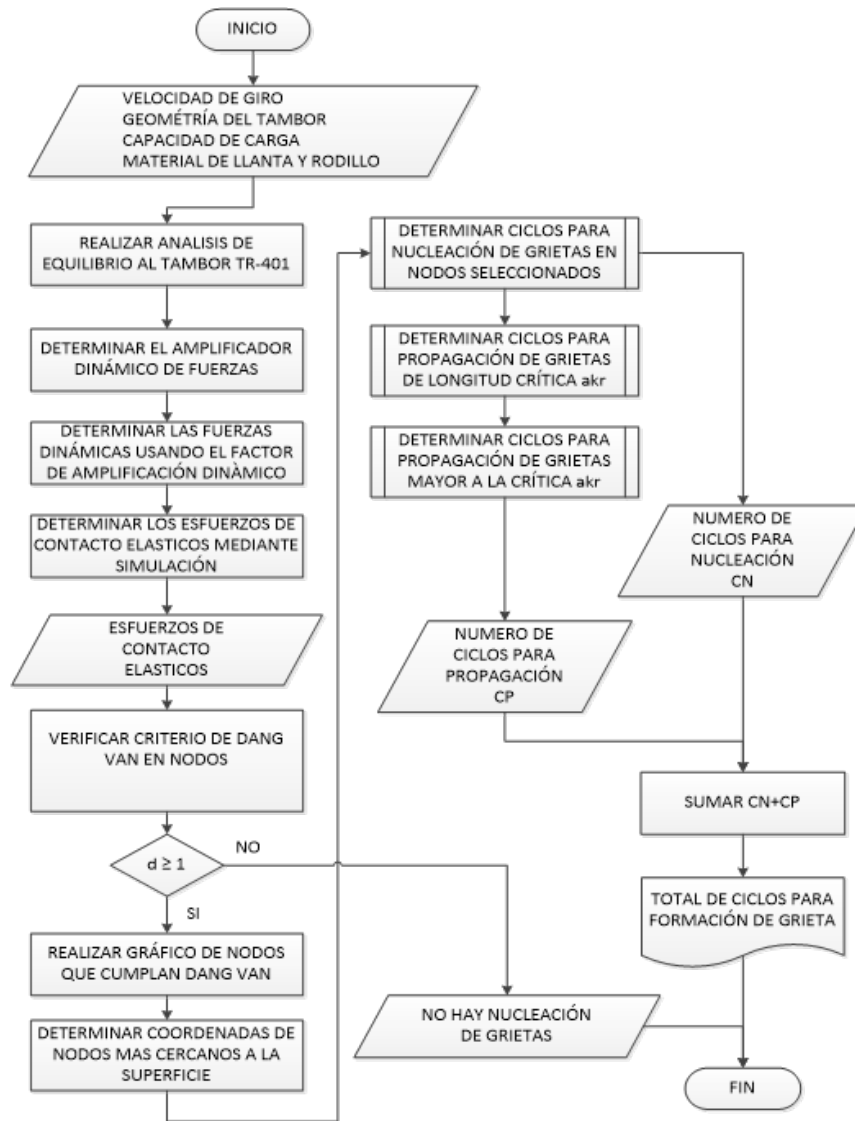 INICIO
VELOCIDAD DE GIRO
GEOMÉTRÍA DEL TAMBOR
CAPACIDAD DE CARGA
MATERIAL DE LLANTA Y RODILLO
REALIZAR ANALISIS DE
EQUILIBRIO AL TAMBOR TR-401
DETERMINAR EL AMPLIFICADOR
DINÁMICO DE FUERZAS
DETERMINAR LAS FUERZAS
DINÁMICAS USANDO EL FACTOR
DE AMPLIFICACIÓN DINÀMICO
DETERMINAR LOS ESFUERZOS DE
CONTACTO ELASTICOS MEDIANTE
SIMULACIÓN
ESFUERZOS DE
CONTACTO
ELASTICOS
VERIFICAR CRITERIO DE DANG
VAN EN NODOS
d ≥ 1
NO
SI
REALIZAR GRÁFICO DE NODOS
QUE CUMPLAN DANG VAN
DETERMINAR COORDENADAS DE
NODOS MAS CERCANOS A LA
SUPERFICIE
DETERMINAR CICLOS PARA
NUCLEACIÓN DE GRIETAS EN
NODOS SELECCIONADOS
DETERMINAR CICLOS PARA
PROPAGACIÓN DE GRIETAS
DE LONGITUD CRÍTICA akr
DETERMINAR CICLOS PARA
PROPAGACIÓN DE GRIETAS
MAYOR A LA CRÍTICA akr
NUMERO DE
CICLOS PARA
PROPAGACIÓN
CP
NUMERO DE
CICLOS PARA
NUCLEACIÓN
CN
SUMAR CN+CP
TOTAL DE CICLOS PARA
FORMACIÓN DE GRIETA
NO HAY NUCLEACIÓN
DE GRIETAS
FIN